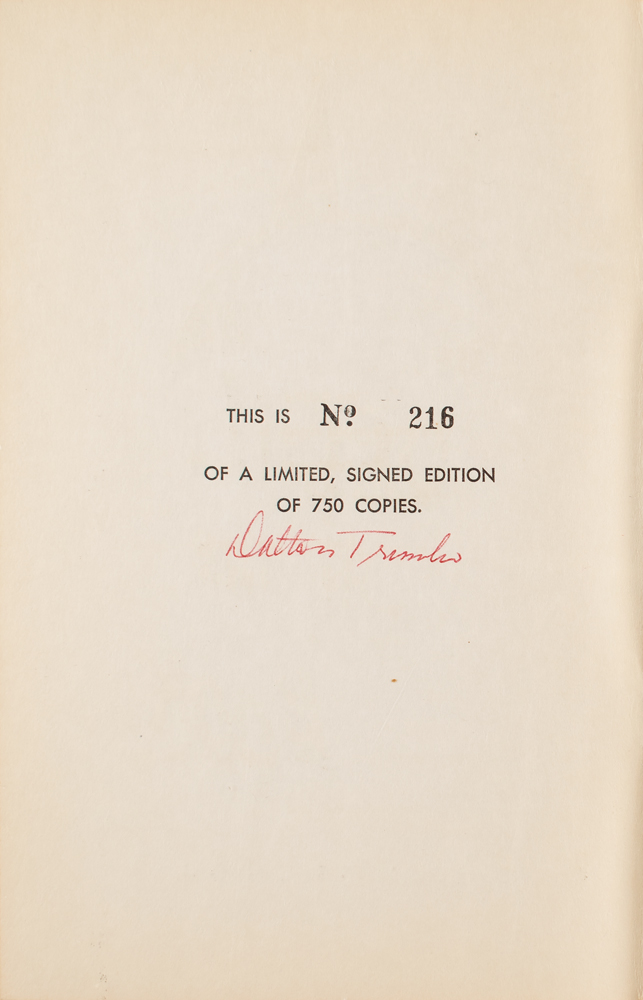 THIS IS Nº 216
OF A LIMITED, SIGNED EDITION
OF 750 COPIES.
Dalton Trumbo